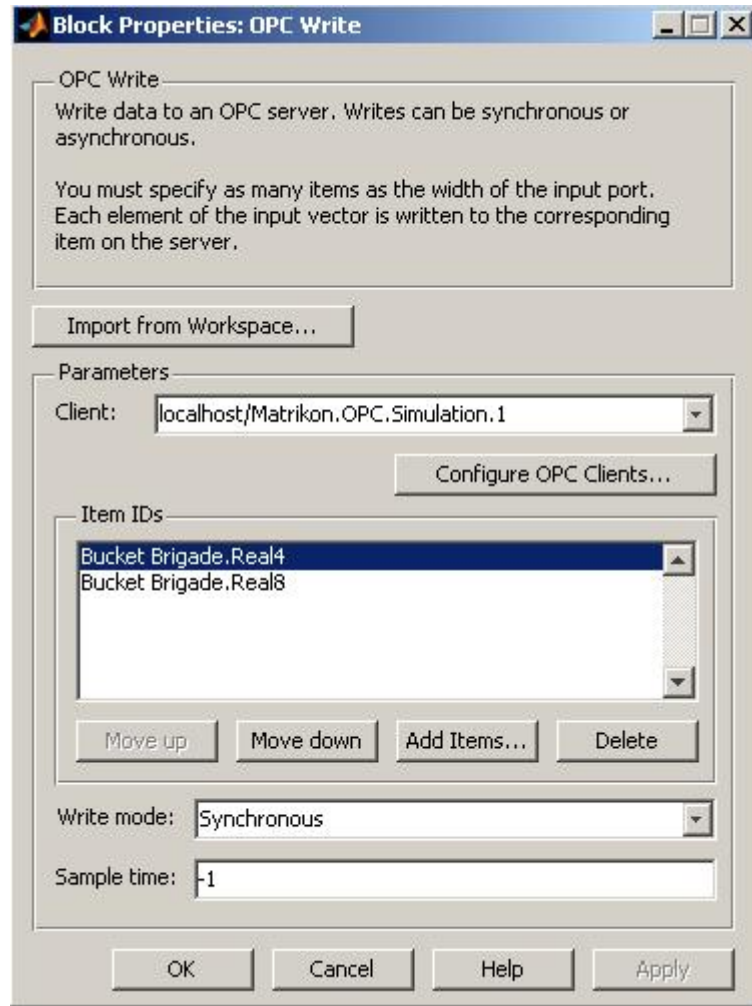 Block Properties: OPC Write
OPC Write
Write data to an OPC server. Writes can be synchronous or
asynchronous.
You must specify as many items as the width of the input port.
Each element of the input vector is written to the corresponding
item on the server.
Import from Workspace...
Parameters
Client: localhost/Matrikon.OPC.Simulation.1
Configure OPC Clients...
Item IDs
Bucket Brigade.Real4
Bucket Brigade.Real8
Move up Move down Add Items... Delete
Write mode: Synchronous
Sample time: -1
OK Cancel Help Apply